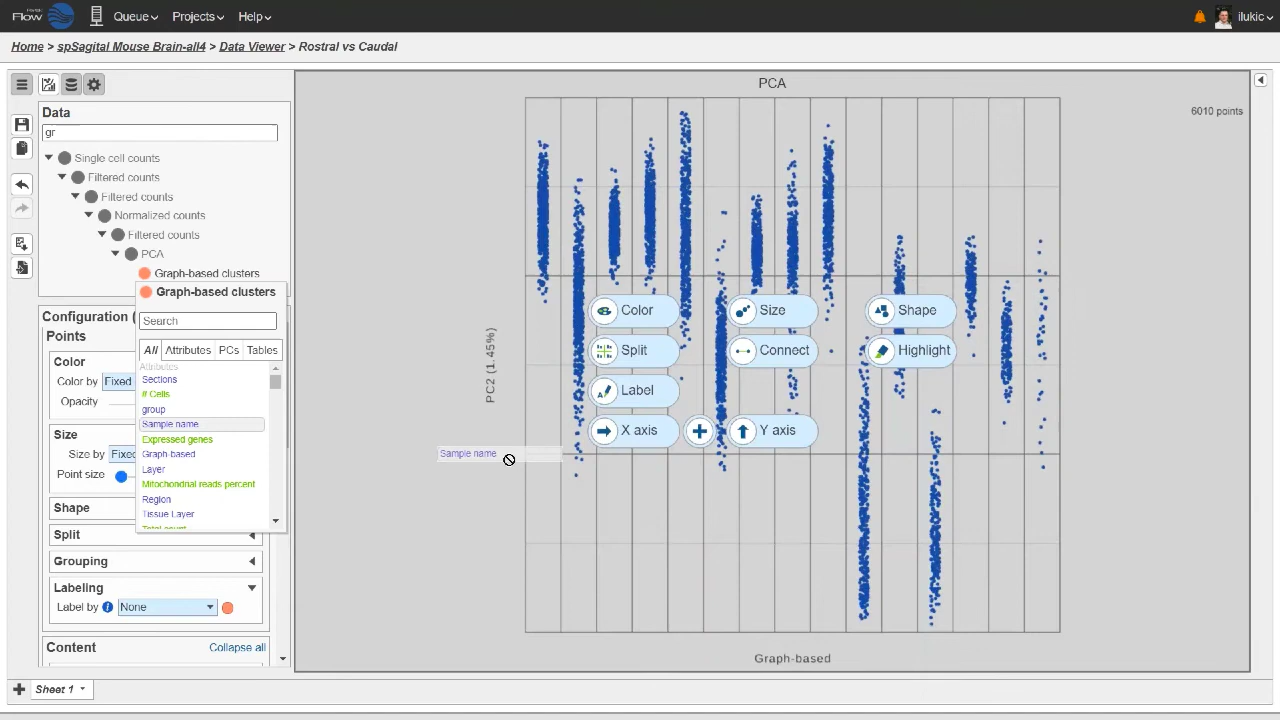 Flow
Queue Projects Help
ilukic
Home > spSagital Mouse Brain-all4 > Data Viewer > Rostral vs Caudal
Data
gr
Single cell counts
Filtered counts
Filtered counts
Normalized counts
Filtered counts
PCA
Graph-based clusters
Graph-based clusters
Search
All Attributes PCs Tables
Attributes
Sections
# Cells
group
Sample name
Expressed genes
Graph-based
Layer
Mitochondrial reads percent
Region
Tissue Layer
Total count
Configuration (
Points
Color
Color by Fixed
Opacity
Size
Size by Fixed
Point size
Shape
Split
Grouping
Labeling
Label by None
Content Collapse all
Sheet 1
PCA
6010 points
PC2 (1.45%)
Color Size Shape
Split Connect Highlight
Label
X axis Y axis
Sample name
Graph-based